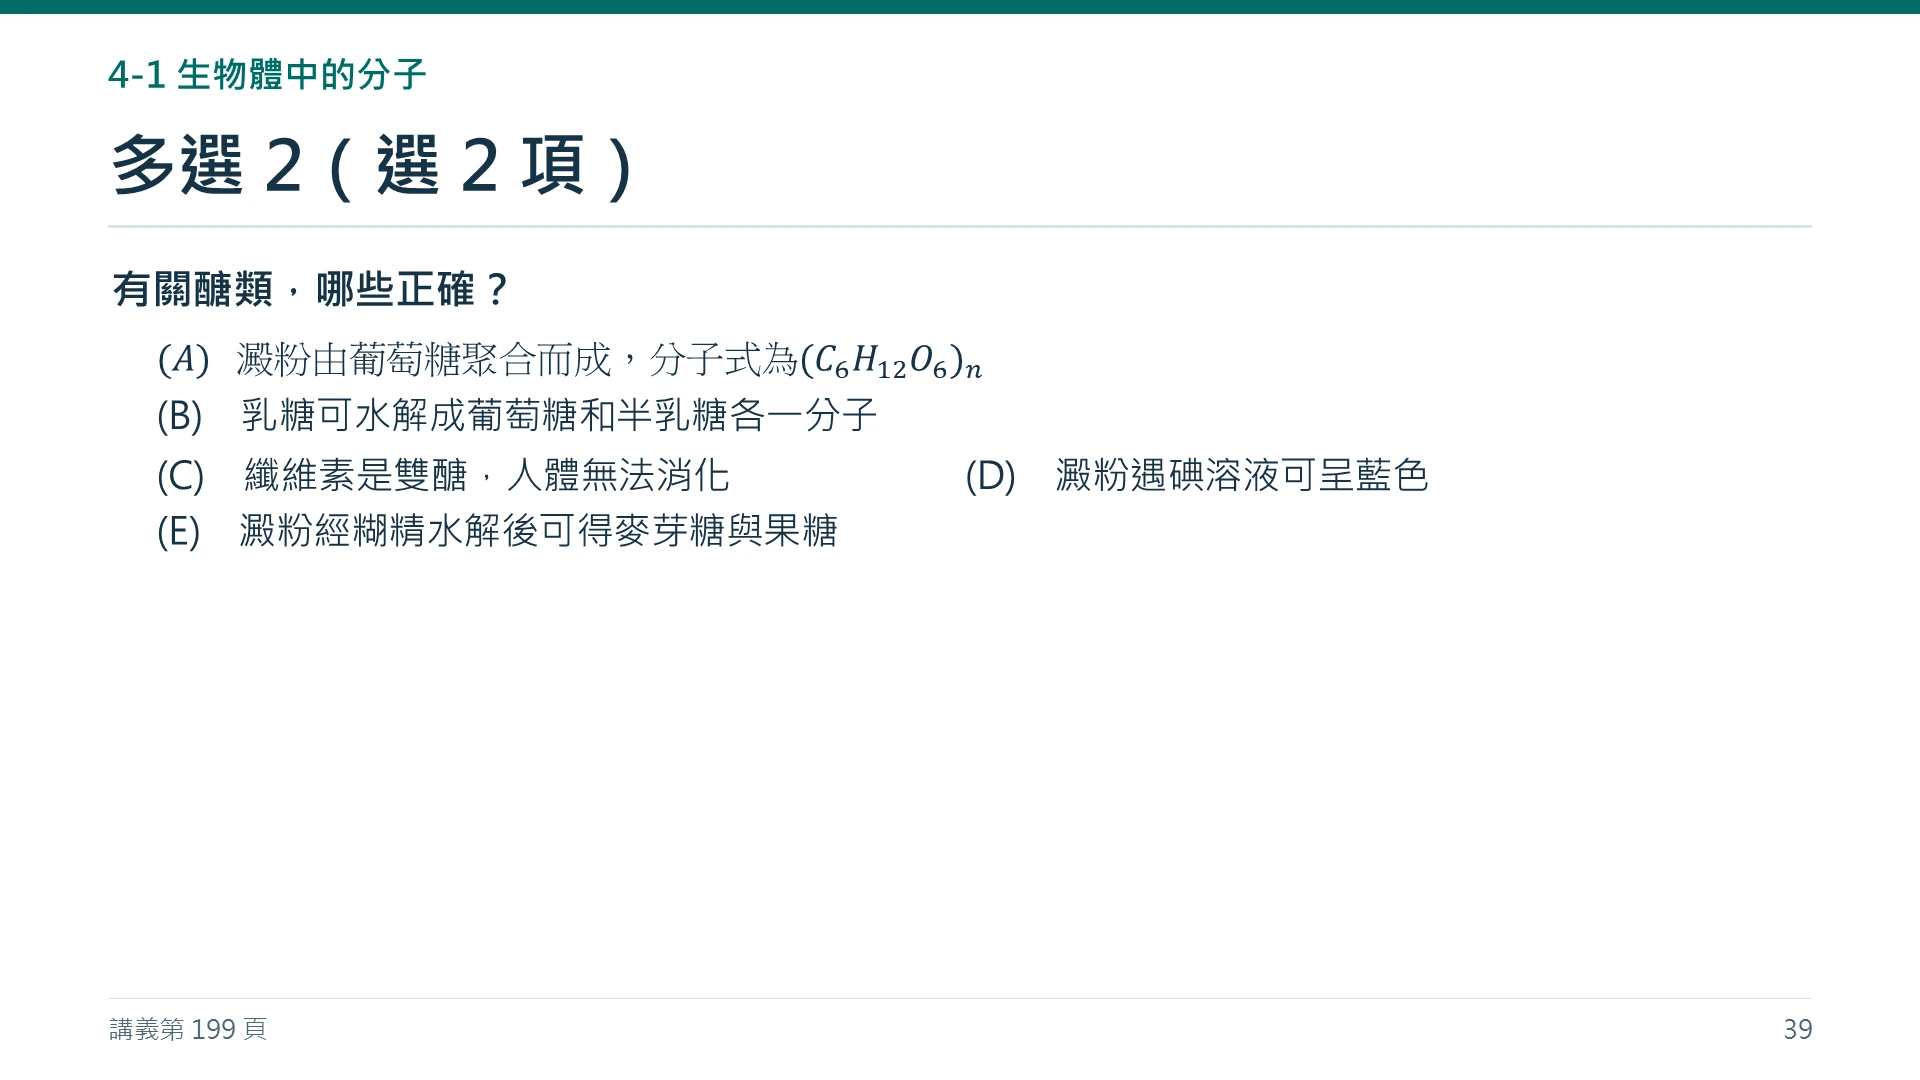 4-1 生物體中的分子
多選 2（選 2 項）
有關醣類，哪些正確？
(A) 澱粉由葡萄糖聚合而成，分子式為(C₆H₁₂O₆)ₙ
(B) 乳糖可水解成葡萄糖和半乳糖各一分子
(C) 纖維素是雙醣，人體無法消化 (D) 澱粉遇碘溶液可呈藍色
(E) 澱粉經糊精水解後可得麥芽糖與果糖
講義第 199 頁 39